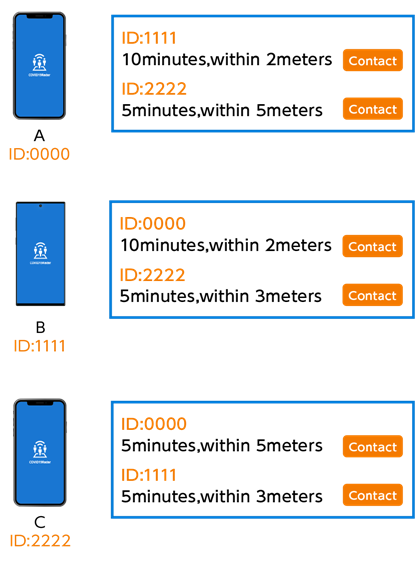 ID:1111
10minutes,within 2meters
Contact
ID:2222
5minutes,within 5meters
Contact
A
ID:0000
ID:0000
10minutes,within 2meters
Contact
ID:2222
5minutes,within 3meters
Contact
B
ID:1111
ID:0000
5minutes,within 5meters
Contact
ID:1111
5minutes,within 3meters
Contact
C
ID:2222